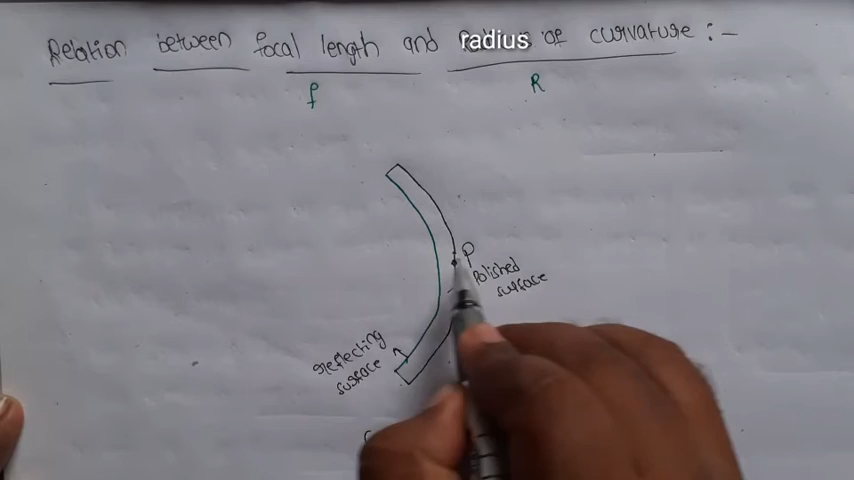 Relation between focal length and radius of curvature :-
f R
P
Polished
surface
reflecting
surface